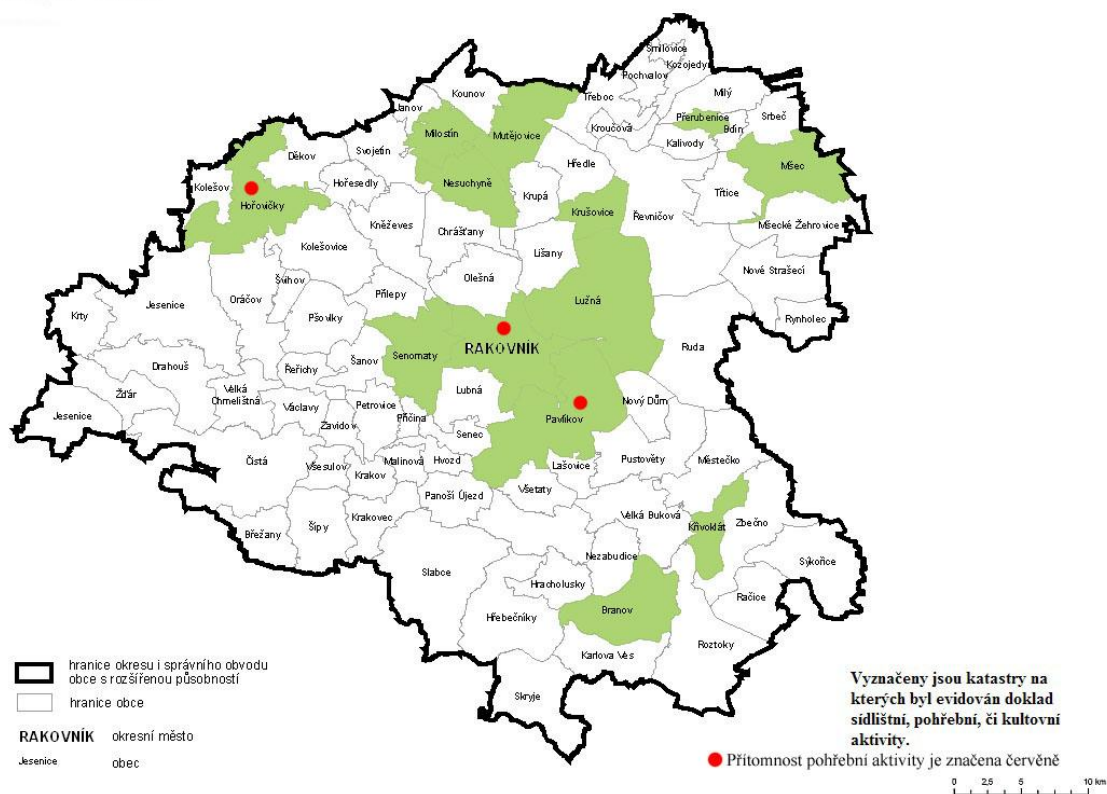 Smilovice
Kozojedy
Pochvalov
Kounov
Třeboc
Milý
Janov
Přerubenice
Srbeč
Kroučová
Bdín
Milostín
Mutějovice
Svojetín
Kalivody
Děkov
Hředle
Mšec
Kolešov
Hořesedly
Nesuchyně
Krupá
Třtice
Hořovičky
Krušovice
Řevničov
Kněževes
Chrášťany
Mšecké Žehrovice
Kolešovice
Lišany
Olešná
Nové Strašecí
Švihov
Jesenice
Oráčov
Přílepy
Lužná
Krty
Pšovlky
Rynholec
RAKOVNÍK
Ruda
Senomaty
Šanov
Drahouš
Řeřichy
Lubná
Velká
Chmelištná
Žďár
Nový Dům
Václavy
Petrovice
Jesenice
Příčina
Pavlíkov
Zavidov
Senec
Čistá
Malinová
Hvozd
Pustověty
Městečko
Všesulov
Krakov
Lašovice
Všetaty
Panoší Újezd
Krakovec
Velká Buková
Křivoklát
Zbečno
Šípy
Břežany
Nezabudice
Sýkořice
Slabce
Hracholusky
Račice
Branov
Hřebečníky
Roztoky
Karlova Ves
Skryje
hranice okresu i správního obvodu
obce s rozšířenou působností
hranice obce
RAKOVNÍK okresní město
Jesenice obec
Vyznačeny jsou katastry na
kterých byl evidován doklad
sídlištní, pohřební, či kultovní
aktivity.
Přítomnost pohřební aktivity je značena červěně
0 2,5 5 10 km